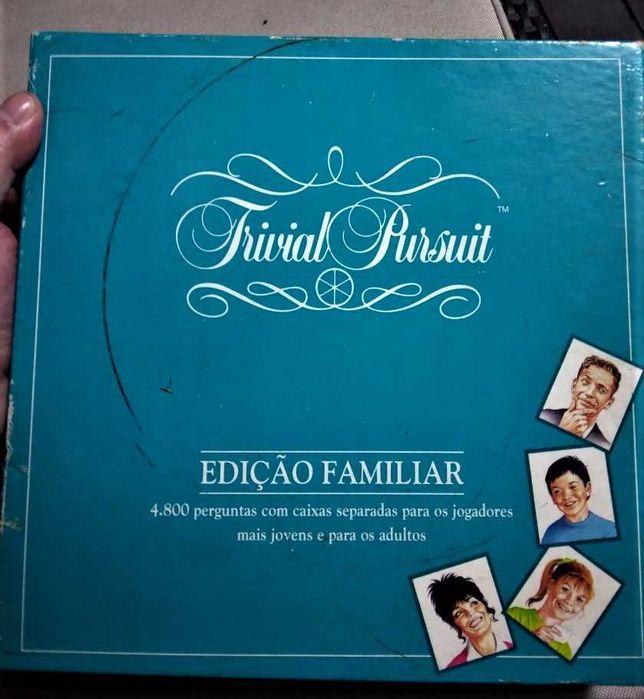 Trivial Pursuit™
EDIÇÃO FAMILIAR
4.800 perguntas com caixas separadas para os jogadores
mais jovens e para os adultos